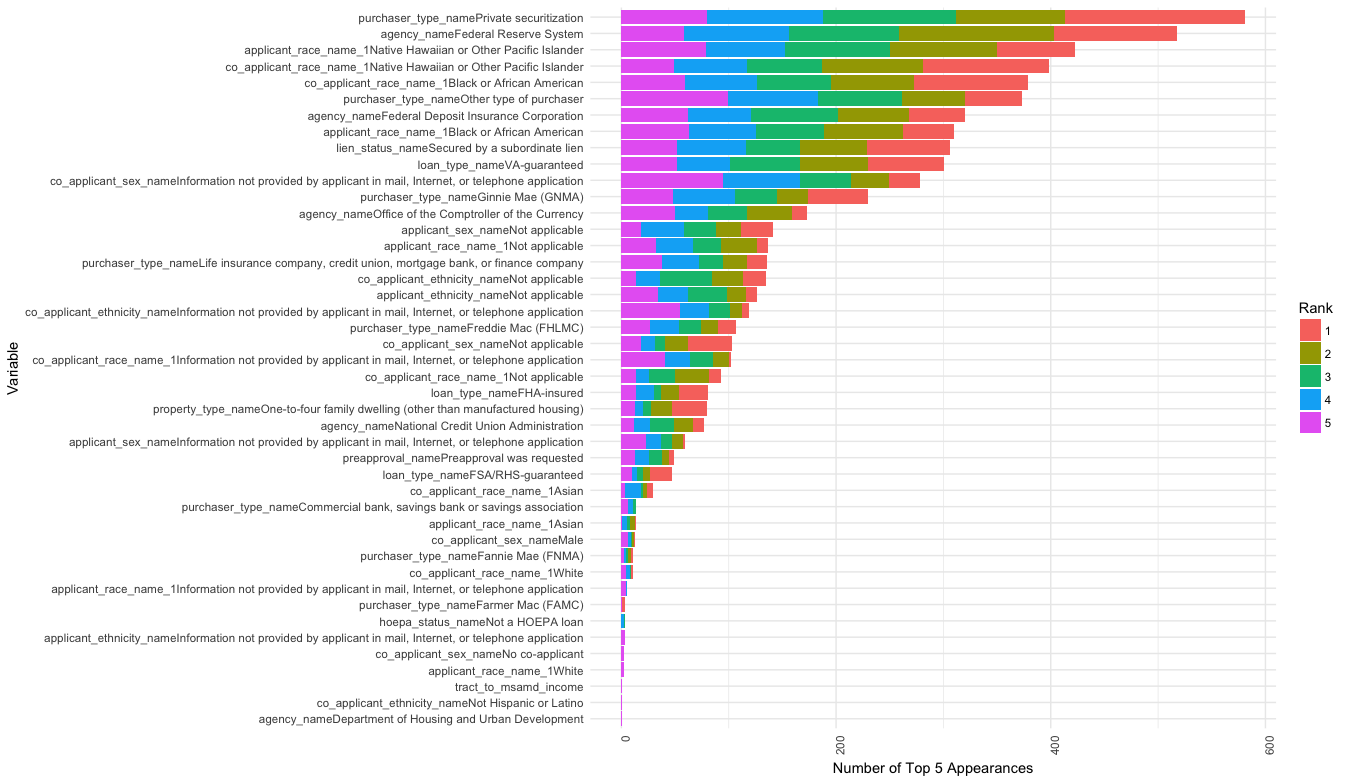 purchaser_type_namePrivate securitization
agency_nameFederal Reserve System
applicant_race_name_1Native Hawaiian or Other Pacific Islander
co_applicant_race_name_1Native Hawaiian or Other Pacific Islander
co_applicant_race_name_1Black or African American
purchaser_type_nameOther type of purchaser
agency_nameFederal Deposit Insurance Corporation
applicant_race_name_1Black or African American
lien_status_nameSecured by a subordinate lien
loan_type_nameVA-guaranteed
co_applicant_sex_nameInformation not provided by applicant in mail, Internet, or telephone application
purchaser_type_nameGinnie Mae (GNMA)
agency_nameOffice of the Comptroller of the Currency
applicant_sex_nameNot applicable
applicant_race_name_1Not applicable
purchaser_type_nameLife insurance company, credit union, mortgage bank, or finance company
co_applicant_ethnicity_nameNot applicable
applicant_ethnicity_nameNot applicable
co_applicant_ethnicity_nameInformation not provided by applicant in mail, Internet, or telephone application
purchaser_type_nameFreddie Mac (FHLMC)
co_applicant_sex_nameNot applicable
co_applicant_race_name_1Information not provided by applicant in mail, Internet, or telephone application
co_applicant_race_name_1Not applicable
loan_type_nameFHA-insured
property_type_nameOne-to-four family dwelling (other than manufactured housing)
agency_nameNational Credit Union Administration
applicant_sex_nameInformation not provided by applicant in mail, Internet, or telephone application
preapproval_namePreapproval was requested
loan_type_nameFSA/RHS-guaranteed
co_applicant_race_name_1Asian
purchaser_type_nameCommercial bank, savings bank or savings association
applicant_race_name_1Asian
co_applicant_sex_nameMale
purchaser_type_nameFannie Mae (FNMA)
co_applicant_race_name_1White
applicant_race_name_1Information not provided by applicant in mail, Internet, or telephone application
purchaser_type_nameFarmer Mac (FAMC)
hoepa_status_nameNot a HOEPA loan
applicant_ethnicity_nameInformation not provided by applicant in mail, Internet, or telephone application
co_applicant_sex_nameNo co-applicant
applicant_race_name_1White
tract_to_msamd_income
co_applicant_ethnicity_nameNot Hispanic or Latino
agency_nameDepartment of Housing and Urban Development
Variable
0
200
400
600
Number of Top 5 Appearances
Rank
1
2
3
4
5